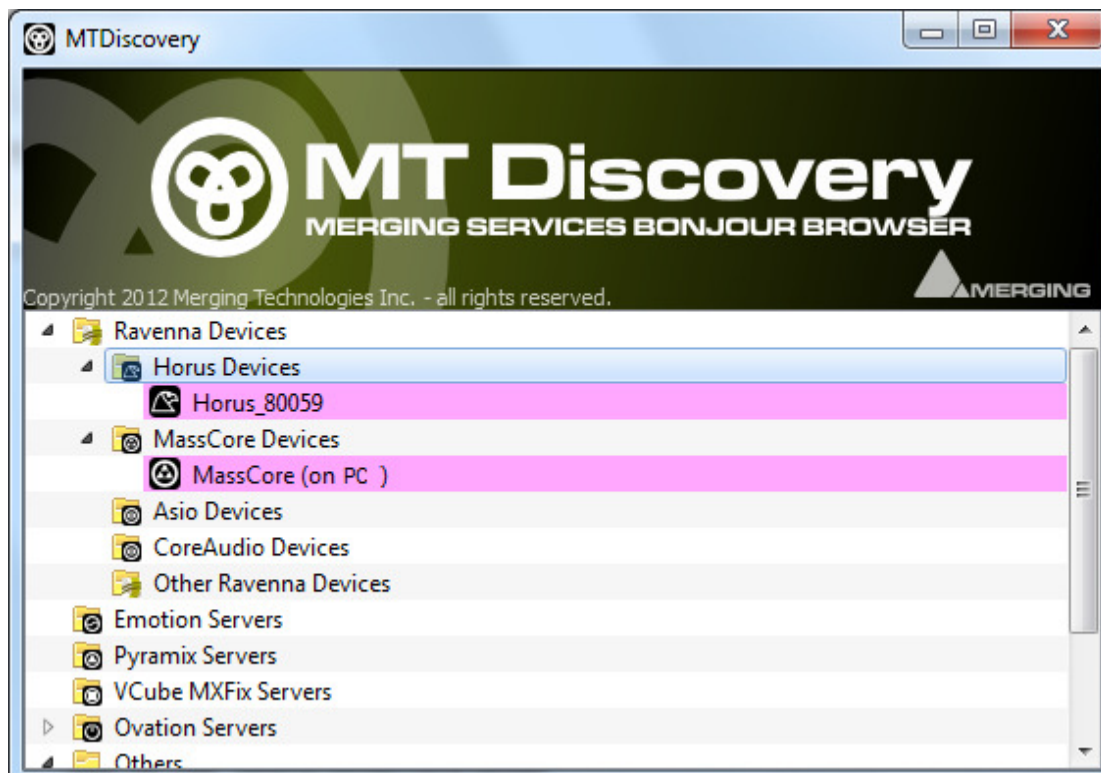 MTDiscovery
MT Discovery
MERGING SERVICES BONJOUR BROWSER
MERGING
Copyright 2012 Merging Technologies Inc. - all rights reserved.
Ravenna Devices
Horus Devices
Horus_80059
MassCore Devices
MassCore (on PC )
Asio Devices
CoreAudio Devices
Other Ravenna Devices
Emotion Servers
Pyramix Servers
VCube MXFix Servers
Ovation Servers
Others